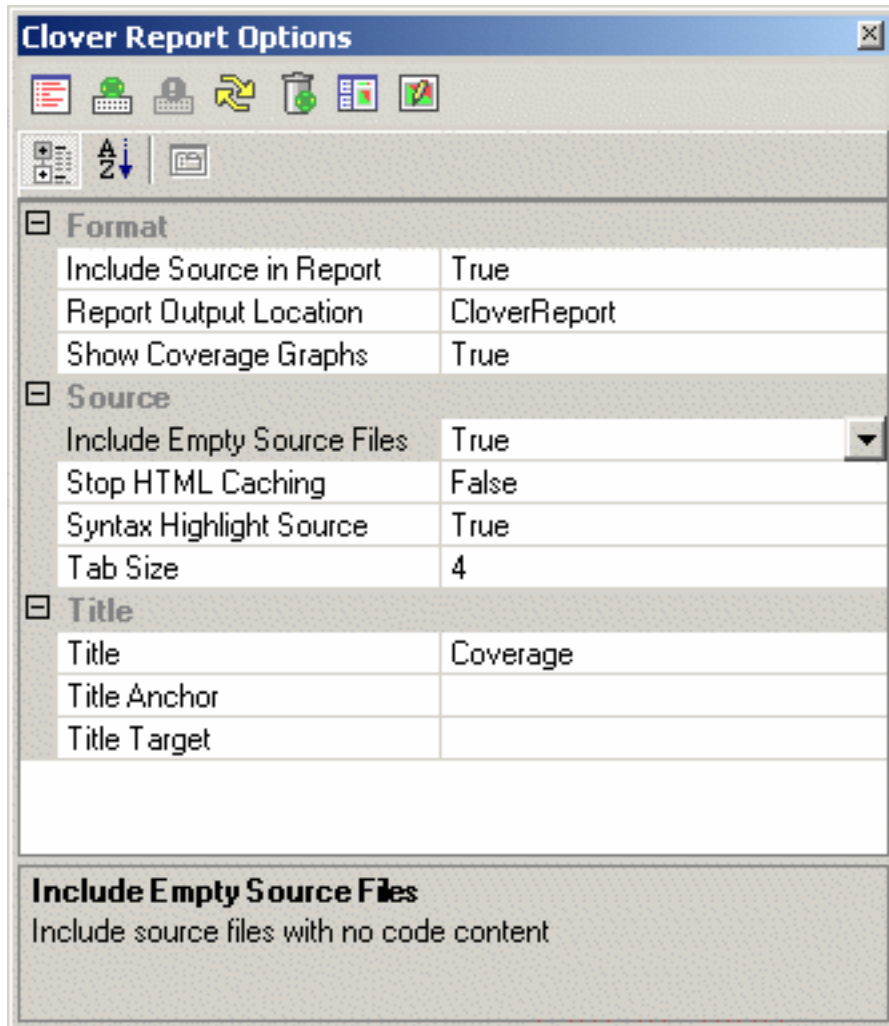 Clover Report Options
Format
Include Source in Report True
Report Output Location CloverReport
Show Coverage Graphs True
Source
Include Empty Source Files True
Stop HTML Caching False
Syntax Highlight Source True
Tab Size 4
Title
Title Coverage
Title Anchor
Title Target
Include Empty Source Files
Include source files with no code content